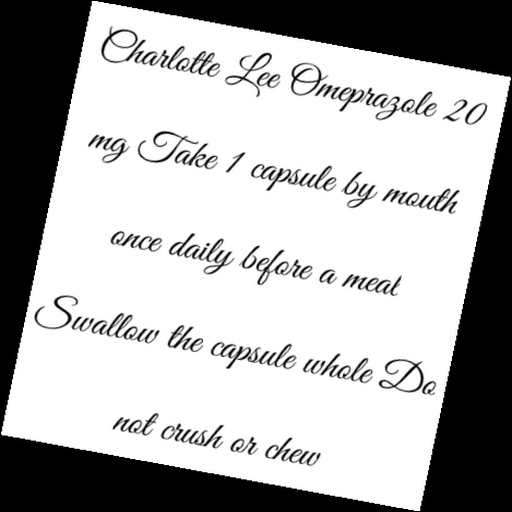 Charlotte Lee Omeprazole 20
mg Take 1 capsule by mouth
once daily before a meal
Swallow the capsule whole Do
not crush or chew